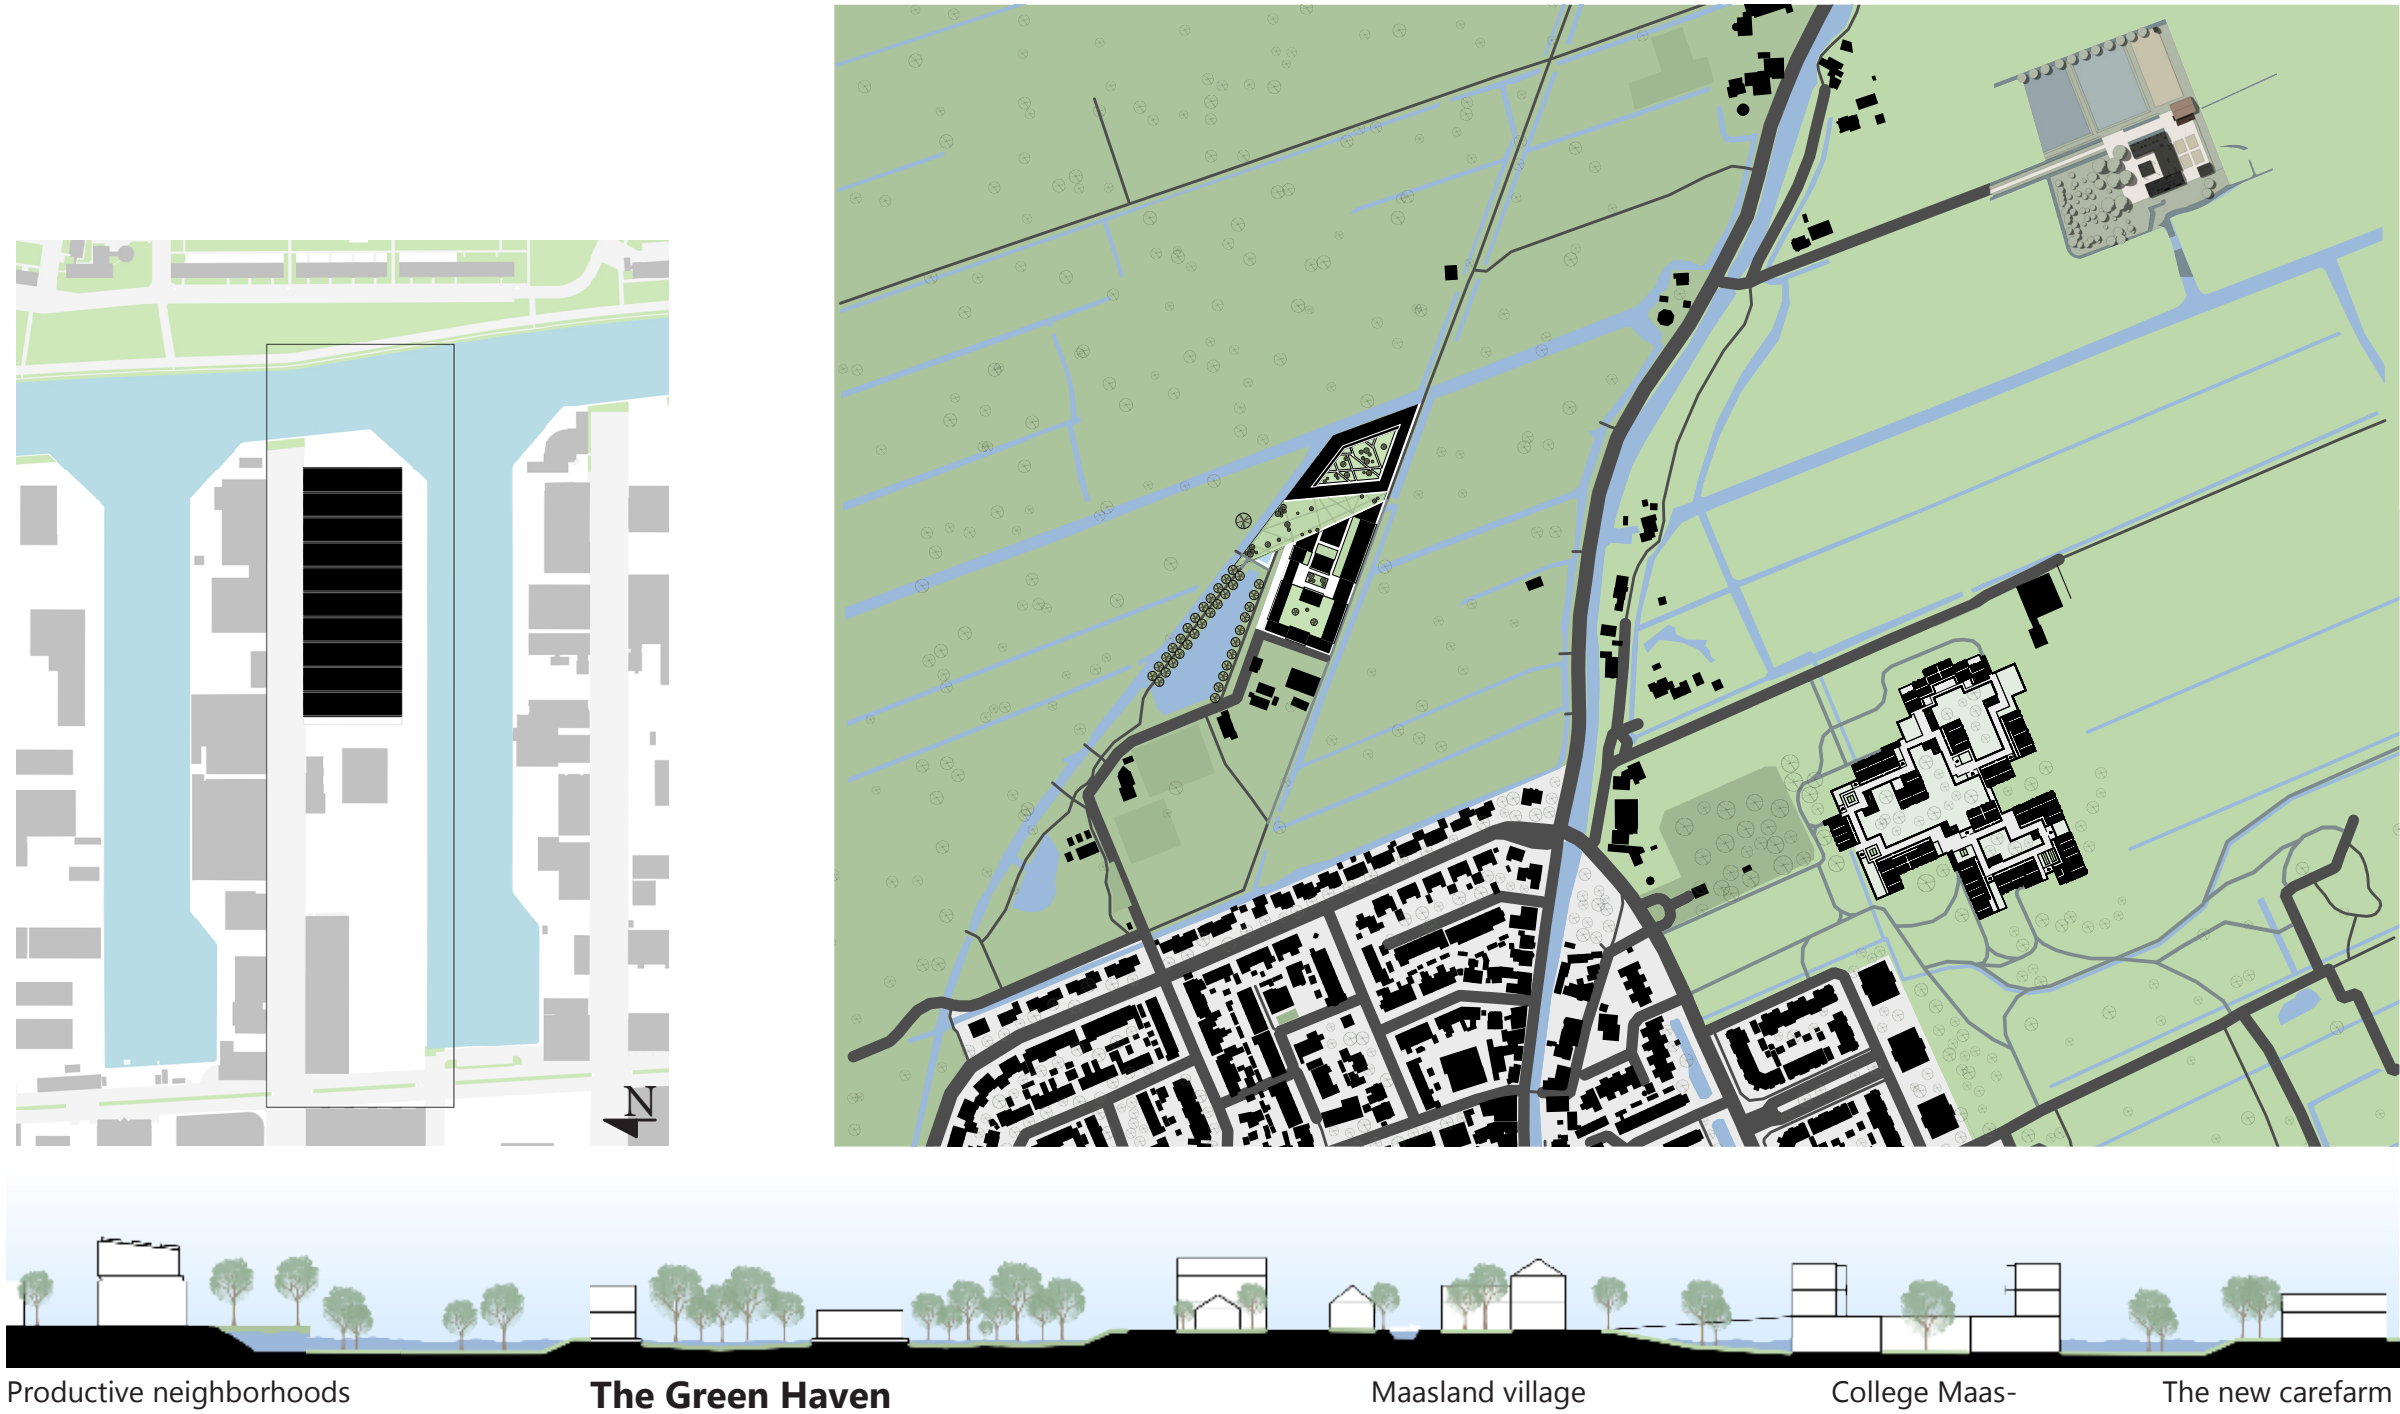 N
Productive neighborhoods
The Green Haven
Maasland village
College Maas-
The new carefarm